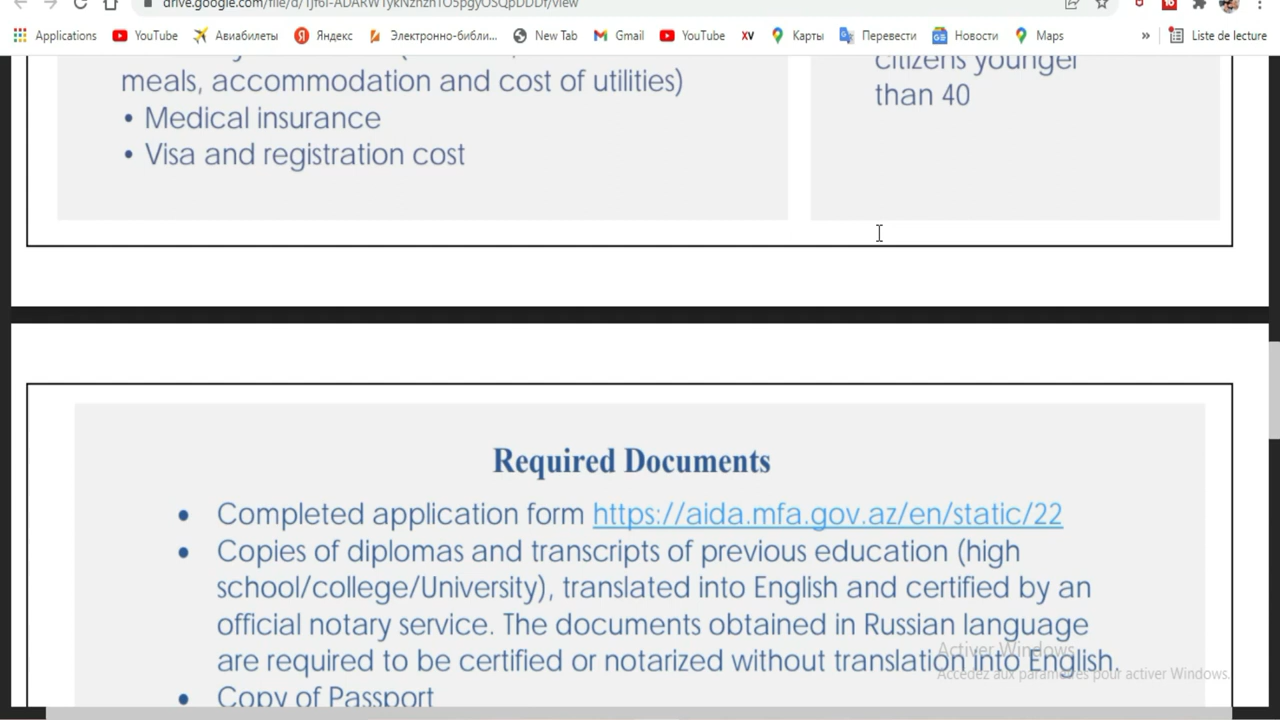 drive.google.com/file/d/
Applications YouTube Авиабилеты Яндекс Электронно-библи... New Tab Gmail YouTube XV Карты Перевести Новости Maps » Liste de lecture
meals, accommodation and cost of utilities)
• Medical insurance
• Visa and registration cost
citizens younger
than 40
Required Documents
• Completed application form https://aida.mfa.gov.az/en/static/22
• Copies of diplomas and transcripts of previous education (high
school/college/University), translated into English and certified by an
official notary service. The documents obtained in Russian language
are required to be certified or notarized without translation into English.
• Copy of Passport
Activer Windows
Accédez aux paramètres pour activer Windows.